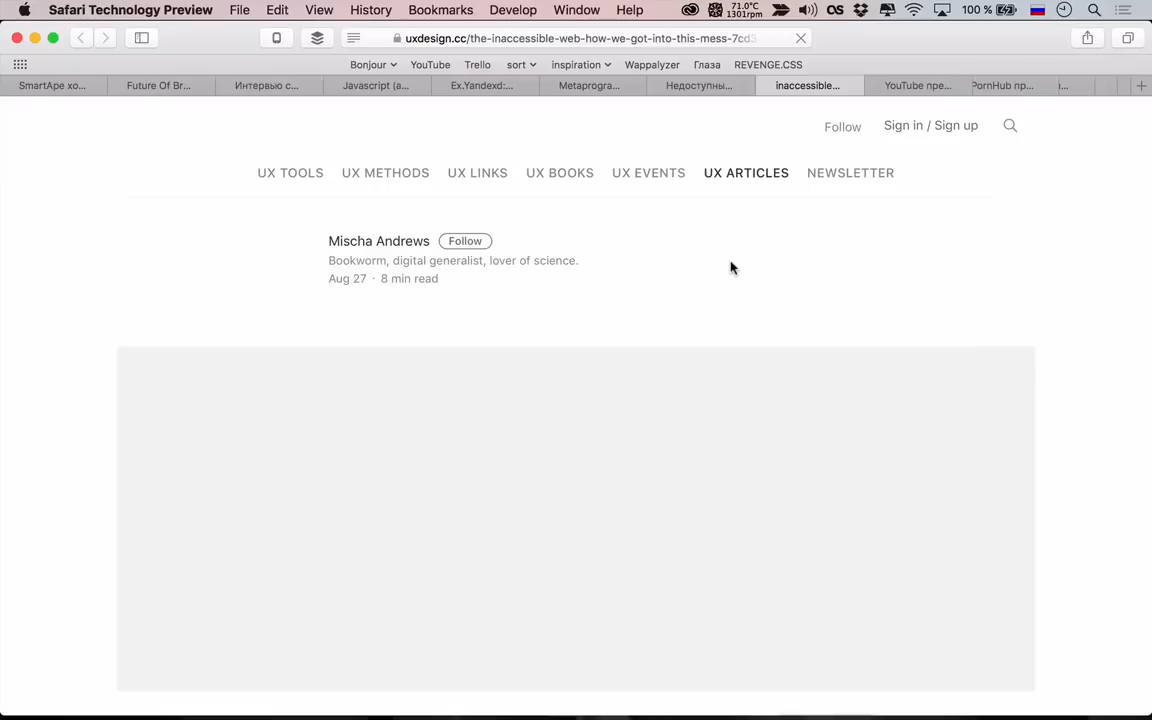 Safari Technology Preview File Edit View History Bookmarks Develop Window Help 71.0°C 1301rpm 100 %
uxdesign.cc/the-inaccessible-web-how-we-got-into-this-mess-7cd3
Bonjour YouTube Trello sort inspiration Wappalyzer Глаза REVENGE.CSS
SmartApe хо... Future Of Br... Интервью с... Javascript (а... Ex.Yandexd:... Metaprogra... Недоступны... inaccessible... YouTube пре... PornHub пр...
Follow Sign in / Sign up
UX TOOLS UX METHODS UX LINKS UX BOOKS UX EVENTS UX ARTICLES NEWSLETTER
Mischa Andrews Follow
Bookworm, digital generalist, lover of science.
Aug 27 · 8 min read